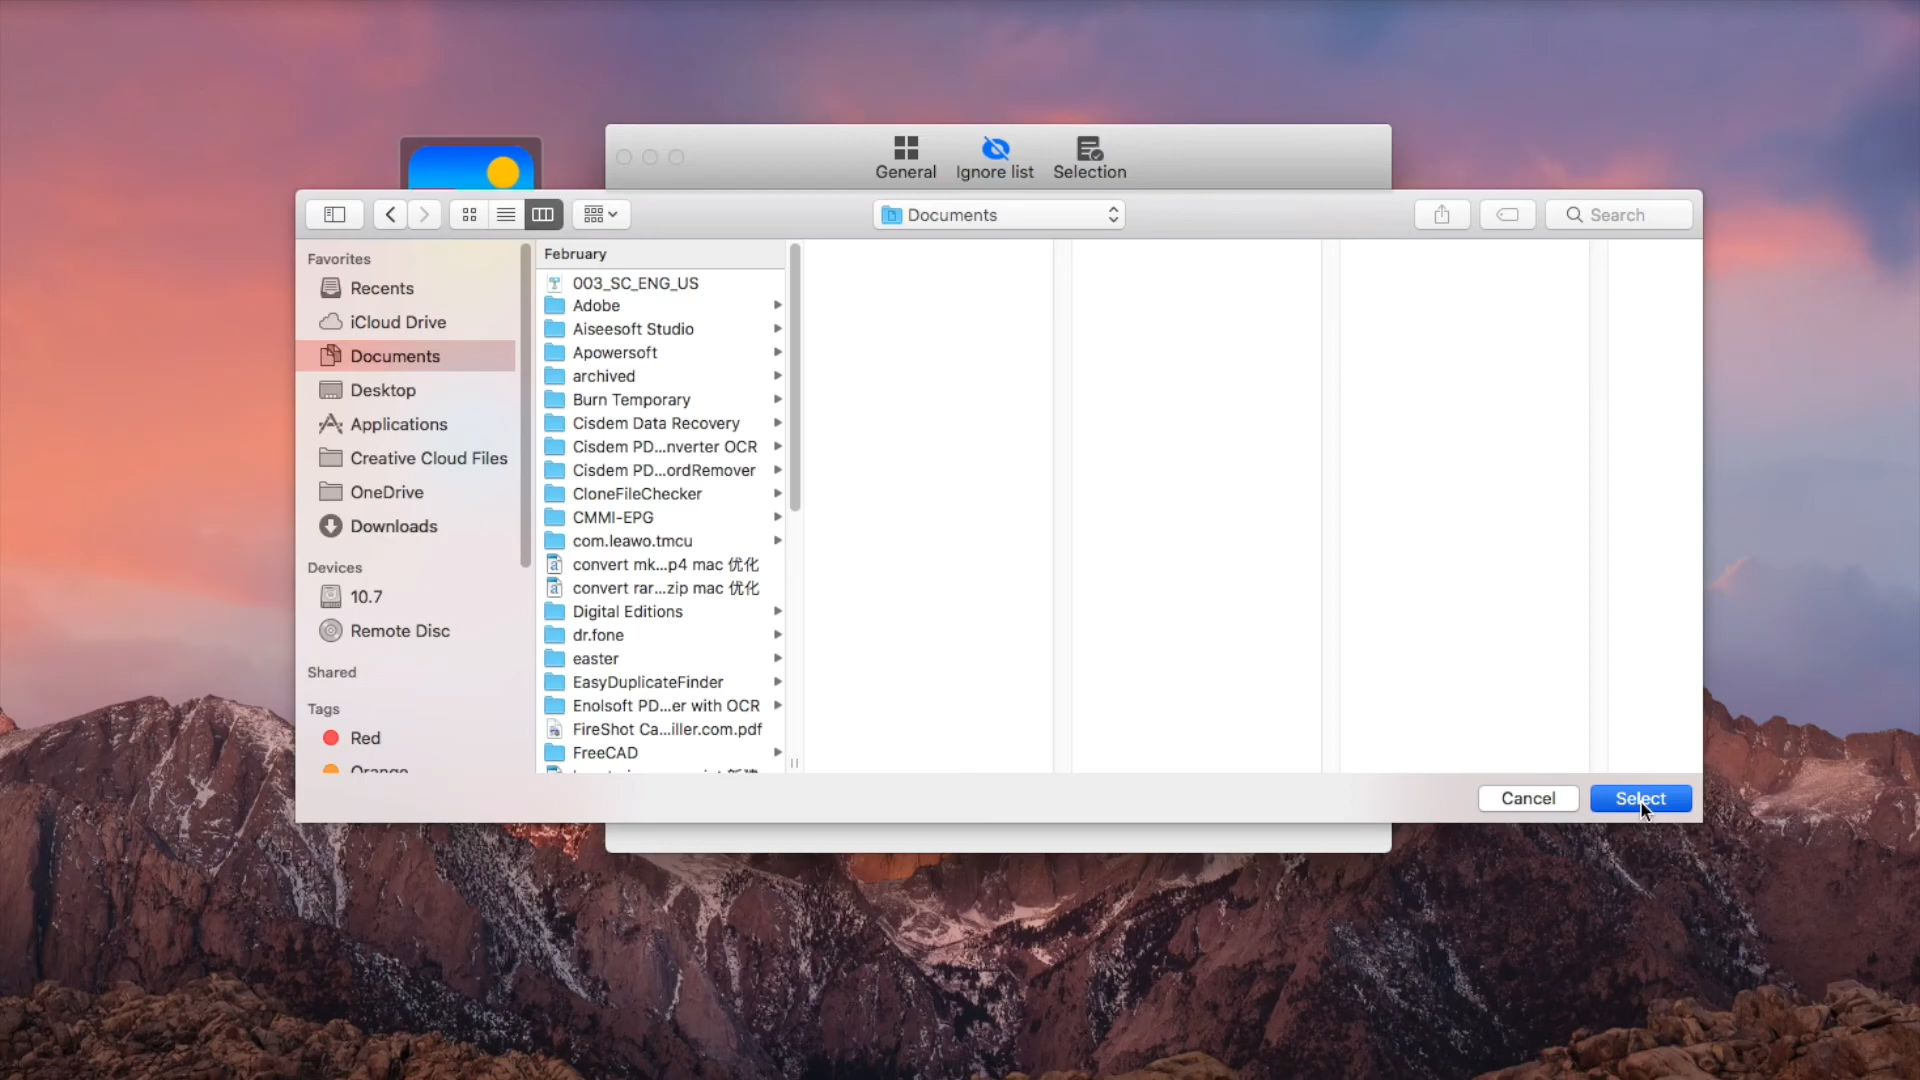 General
Ignore list
Selection
Documents
Search
Favorites
Recents
iCloud Drive
Documents
Desktop
Applications
Creative Cloud Files
OneDrive
Downloads
Devices
10.7
Remote Disc
Shared
Tags
Red
Orange
February
003_SC_ENG_US
Adobe
Aiseesoft Studio
Apowersoft
archived
Burn Temporary
Cisdem Data Recovery
Cisdem PD...nverter OCR
Cisdem PD...ordRemover
CloneFileChecker
CMMI-EPG
com.leawo.tmcu
convert mk...p4 mac 优化
convert rar...zip mac 优化
Digital Editions
dr.fone
easter
EasyDuplicateFinder
Enolsoft PD...er with OCR
FireShot Ca...iller.com.pdf
FreeCAD
Cancel
Select